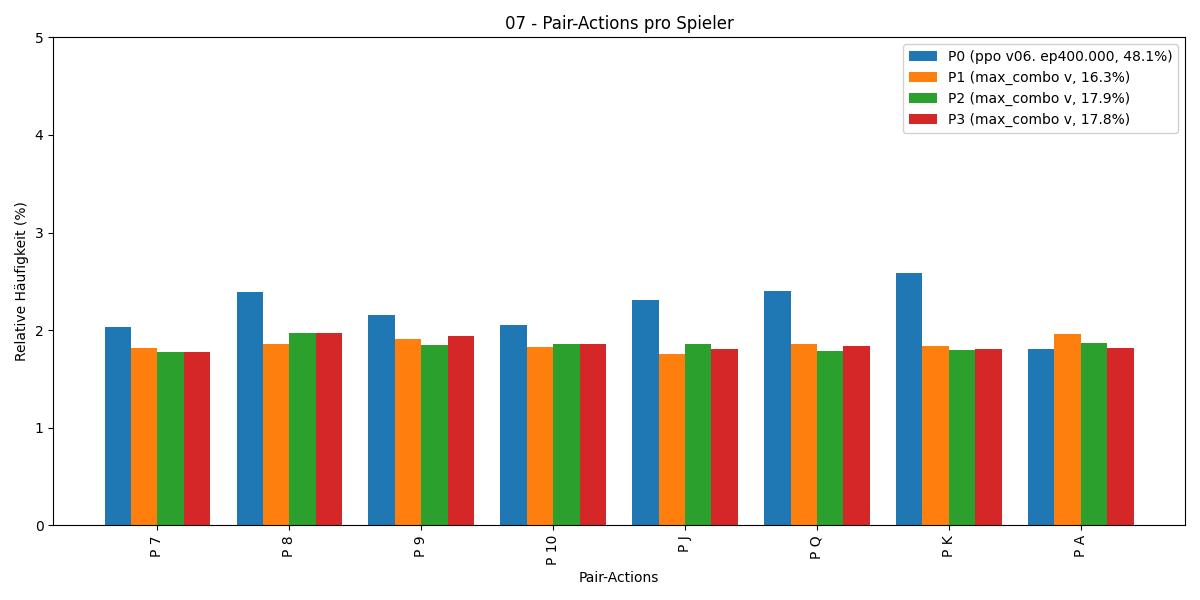 07 - Pair-Actions pro Spieler
P0 (ppo v06. ep400.000, 48.1%)
P1 (max_combo v, 16.3%)
P2 (max_combo v, 17.9%)
P3 (max_combo v, 17.8%)
Relative Häufigkeit (%)
5
4
3
2
1
0
P 7
P 8
P 9
P 10
P J
P Q
P K
P A
Pair-Actions